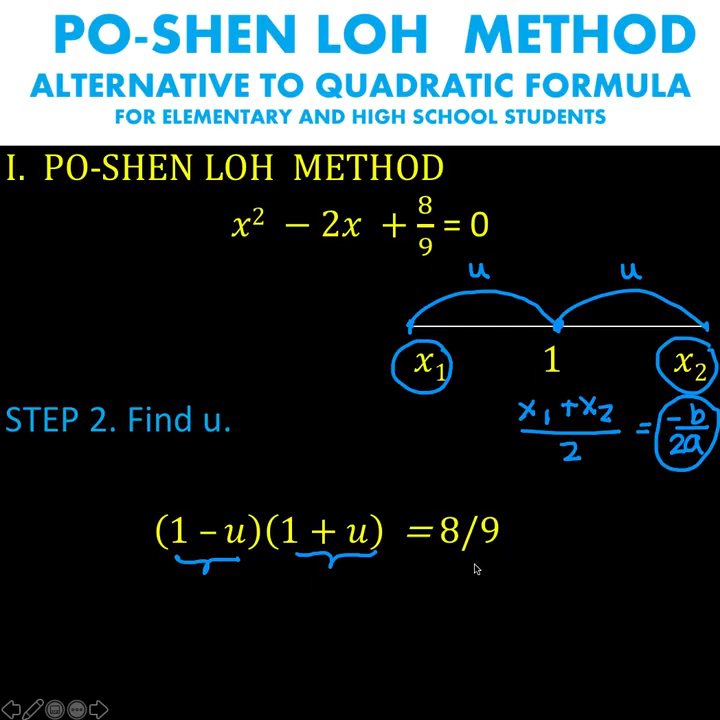 PO-SHEN LOH METHOD
ALTERNATIVE TO QUADRATIC FORMULA
FOR ELEMENTARY AND HIGH SCHOOL STUDENTS
I. PO-SHEN LOH METHOD
x² − 2x + 8/9 = 0
u u
x₁ 1 x₂
STEP 2. Find u.
(x₁ + x₂)/2 = −b/2a
(1 − u)(1 + u) = 8/9